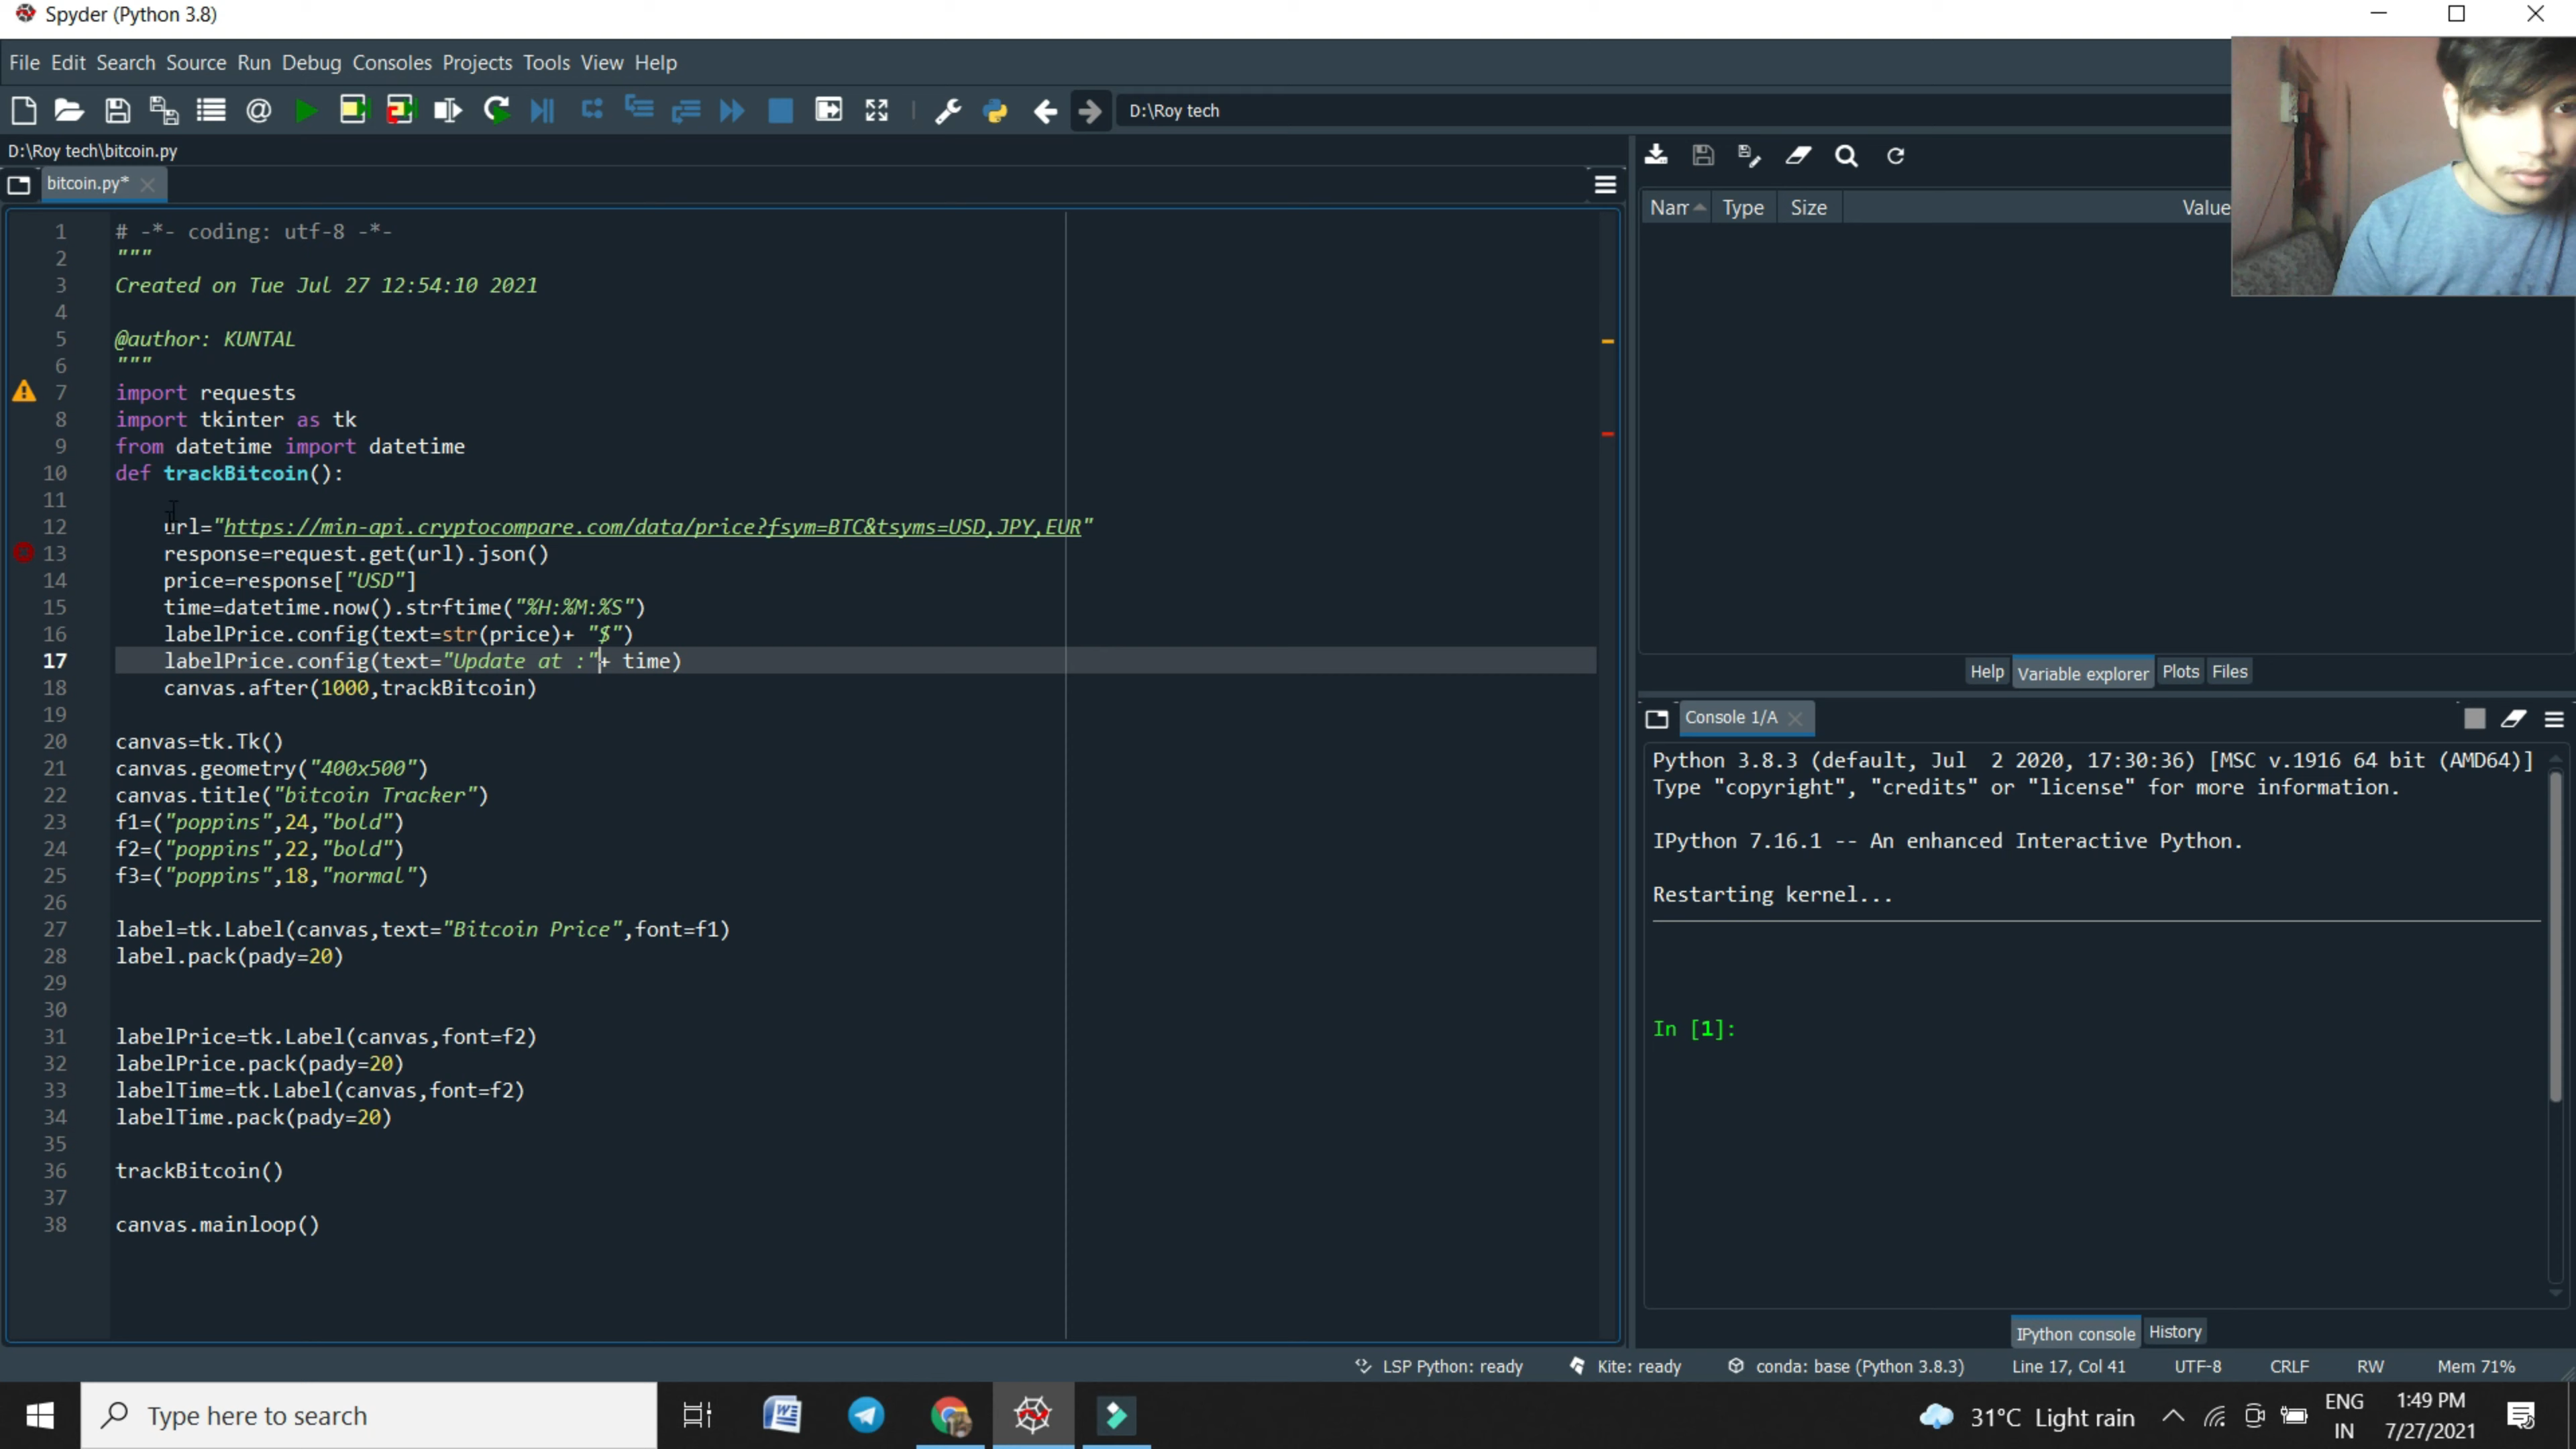 Spyder (Python 3.8)
File Edit Search Source Run Debug Consoles Projects Tools View Help
D:\Roy tech
D:\Roy tech\bitcoin.py
bitcoin.py*
1 # -*- coding: utf-8 -*-
2 """
3 Created on Tue Jul 27 12:54:10 2021
4
5 @author: KUNTAL
6 """
7 import requests
8 import tkinter as tk
9 from datetime import datetime
10 def trackBitcoin():
11
12 url="https://min-api.cryptocompare.com/data/price?fsym=BTC&tsyms=USD,JPY,EUR"
13 response=request.get(url).json()
14 price=response["USD"]
15 time=datetime.now().strftime("%H:%M:%S")
16 labelPrice.config(text=str(price)+ "$")
17 labelPrice.config(text="Update at :"+ time)
18 canvas.after(1000,trackBitcoin)
19
20 canvas=tk.Tk()
21 canvas.geometry("400x500")
22 canvas.title("bitcoin Tracker")
23 f1=("poppins",24,"bold")
24 f2=("poppins",22,"bold")
25 f3=("poppins",18,"normal")
26
27 label=tk.Label(canvas,text="Bitcoin Price",font=f1)
28 label.pack(pady=20)
29
30
31 labelPrice=tk.Label(canvas,font=f2)
32 labelPrice.pack(pady=20)
33 labelTime=tk.Label(canvas,font=f2)
34 labelTime.pack(pady=20)
35
36 trackBitcoin()
37
38 canvas.mainloop()
Nar Type Size Value
Help Variable explorer Plots Files
Console 1/A
Python 3.8.3 (default, Jul  2 2020, 17:30:36) [MSC v.1916 64 bit (AMD64)]
Type "copyright", "credits" or "license" for more information.
IPython 7.16.1 -- An enhanced Interactive Python.
Restarting kernel...
In [1]:
IPython console History
LSP Python: ready Kite: ready conda: base (Python 3.8.3) Line 17, Col 41 UTF-8 CRLF RW Mem 71%
Type here to search
31°C Light rain
ENG
IN
1:49 PM
7/27/2021